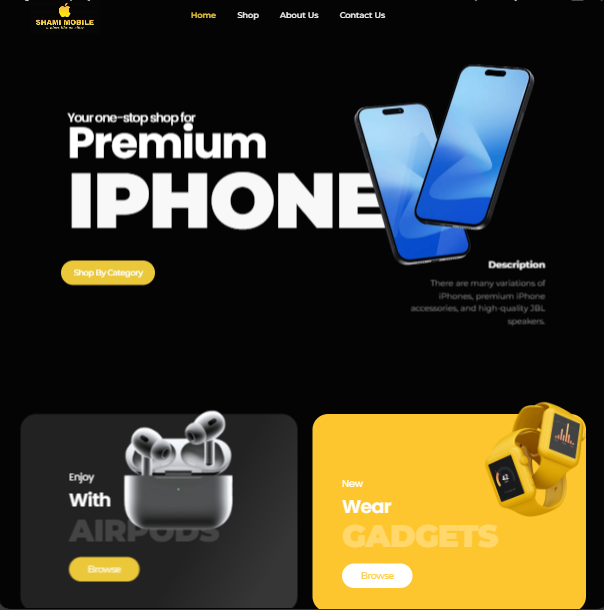 SHAMI MOBILE
Home Shop About Us Contact Us
Your one-stop shop for
Premium
IPHONE
Shop By Category
Description
There are many variations of
iPhones, premium iPhone
accessories, and high-quality JBL
speakers.
Enjoy
With
AIRPODS
Browse
New
Wear
GADGETS
Browse
42